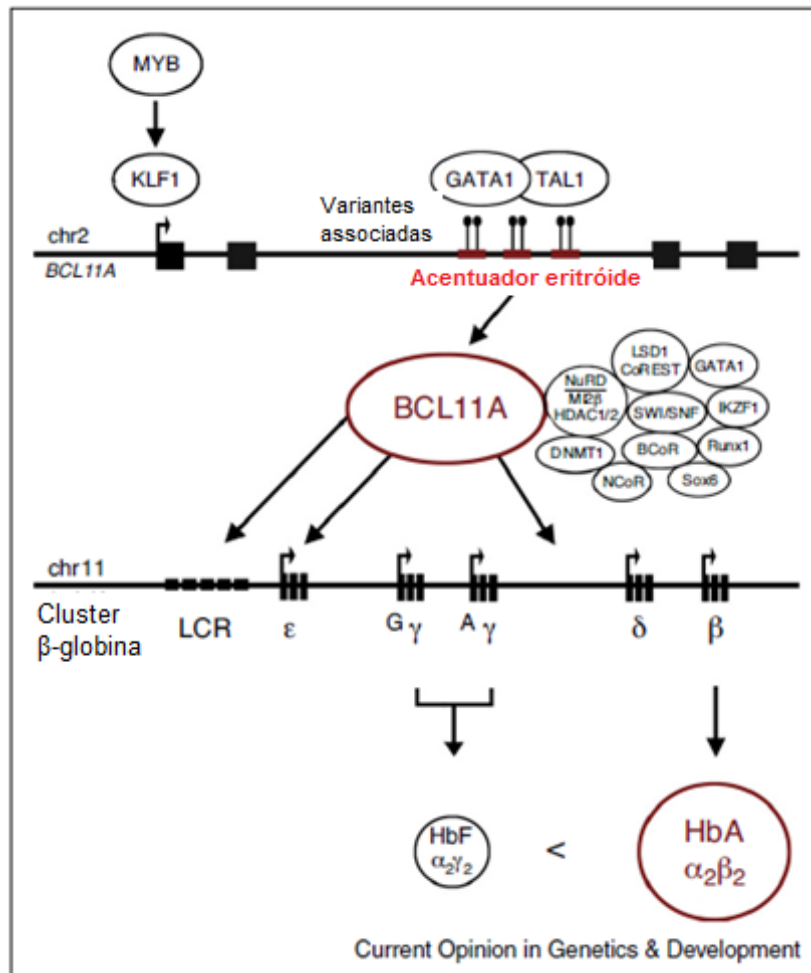 MYB
KLF1
GATA1 TAL1
Variantes
associadas
chr2
BCL11A
Acentuador eritróide
BCL11A
LSD1
CoREST
GATA1
NuRD
MI2β
HDAC1/2
SWI/SNF
IKZF1
DNMT1
BCoR
Runx1
NCoR
Sox6
chr11
Cluster
β-globina
LCR
ε
G γ
A γ
δ
β
HbF
α₂γ₂
<
HbA
α₂β₂
Current Opinion in Genetics & Development